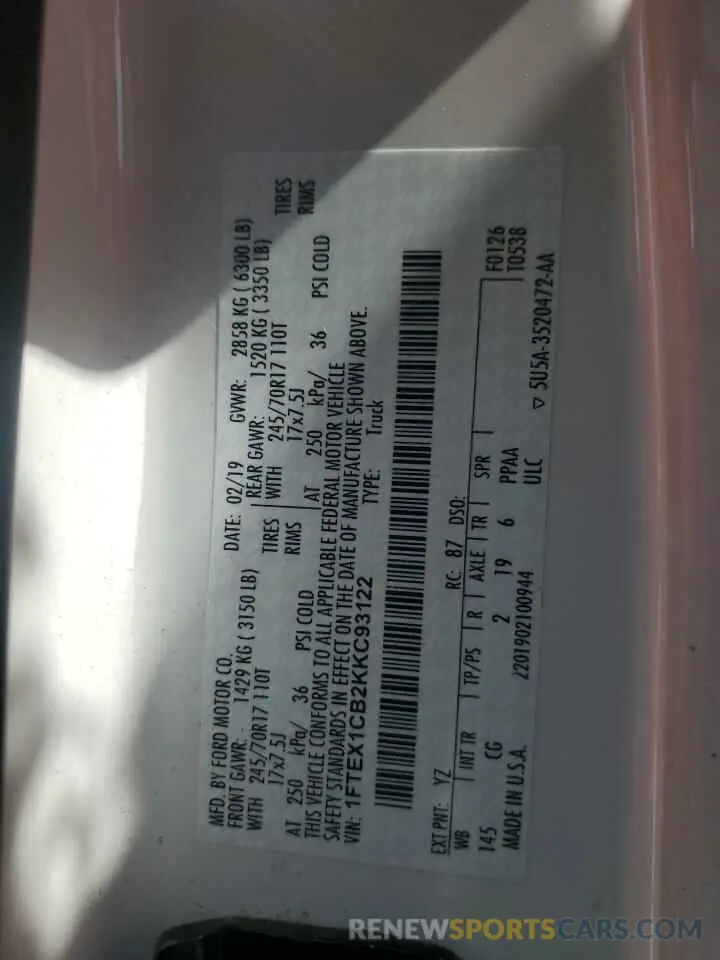 MFD. BY FORD MOTOR CO.
DATE: 02/19 GVWR: 2858 KG ( 6300 LB)
FRONT GAWR: 1429 KG ( 3150 LB) REAR GAWR: 1520 KG ( 3350 LB)
WITH 245/70R17 110T TIRES WITH 245/70R17 110T TIRES
17x7.5J RIMS 17x7.5J RIMS
AT 250 kPa/ 36 PSI COLD AT 250 kPa/ 36 PSI COLD
THIS VEHICLE CONFORMS TO ALL APPLICABLE FEDERAL MOTOR VEHICLE
SAFETY STANDARDS IN EFFECT ON THE DATE OF MANUFACTURE SHOWN ABOVE.
VIN: 1FTEX1CB2KKC93122 TYPE: Truck
EXT PNT: YZ RC: 87 DSO:
WB INT TR TP/PS R AXLE TR SPR
145 CG 2 19 6 PPAA F0126
MADE IN U.S.A. 2201902100944 ULC T0538
▽ 5U5A-3520472-AA
RENEWSPORTSCARS.COM